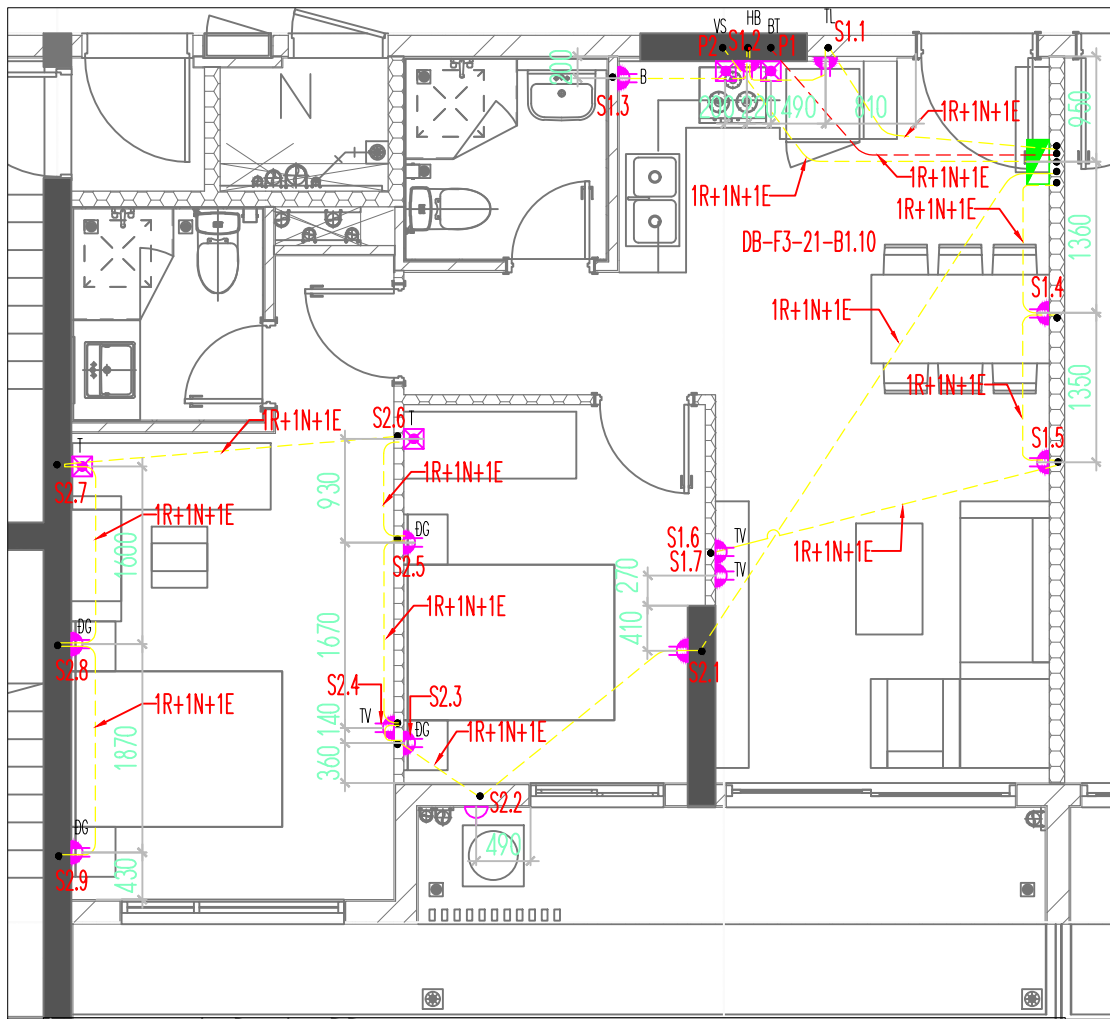 VS
HB
BT
TL
P2
S1.2
P1
S1.1
200
B
S1.3
200
220
490
810
950
1R+1N+1E
1R+1N+1E
1R+1N+1E
1R+1N+1E
DB-F3-21-B1.10
1360
S1.4
1R+1N+1E
1350
1R+1N+1E
S1.5
S2.6
T
1R+1N+1E
T
S2.7
930
1R+1N+1E
1R+1N+1E
1600
ĐG
S2.5
S1.6
S1.7
TV
TV
1R+1N+1E
270
410
1R+1N+1E
1670
ĐG
S2.8
S2.1
S2.4
S2.3
1R+1N+1E
TV
140
ĐG
1R+1N+1E
1870
360
S2.2
ĐG
490
S2.9
430